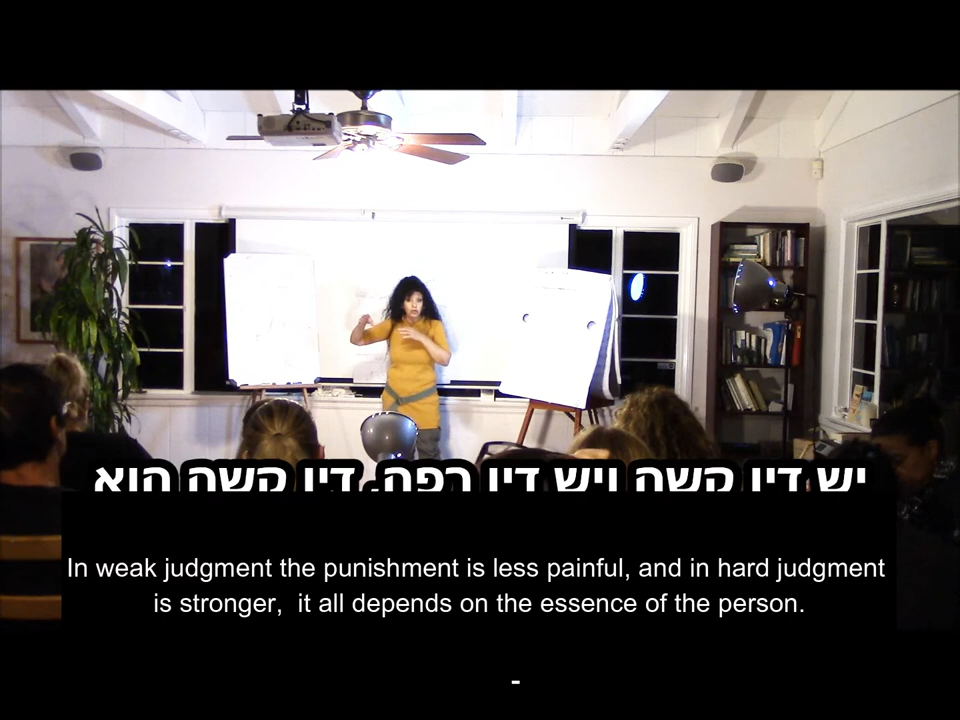 יש דין קשה ויש דין רפה. דין קשה הוא
In weak judgment the punishment is less painful, and in hard judgment
is stronger,  it all depends on the essence of the person.
-